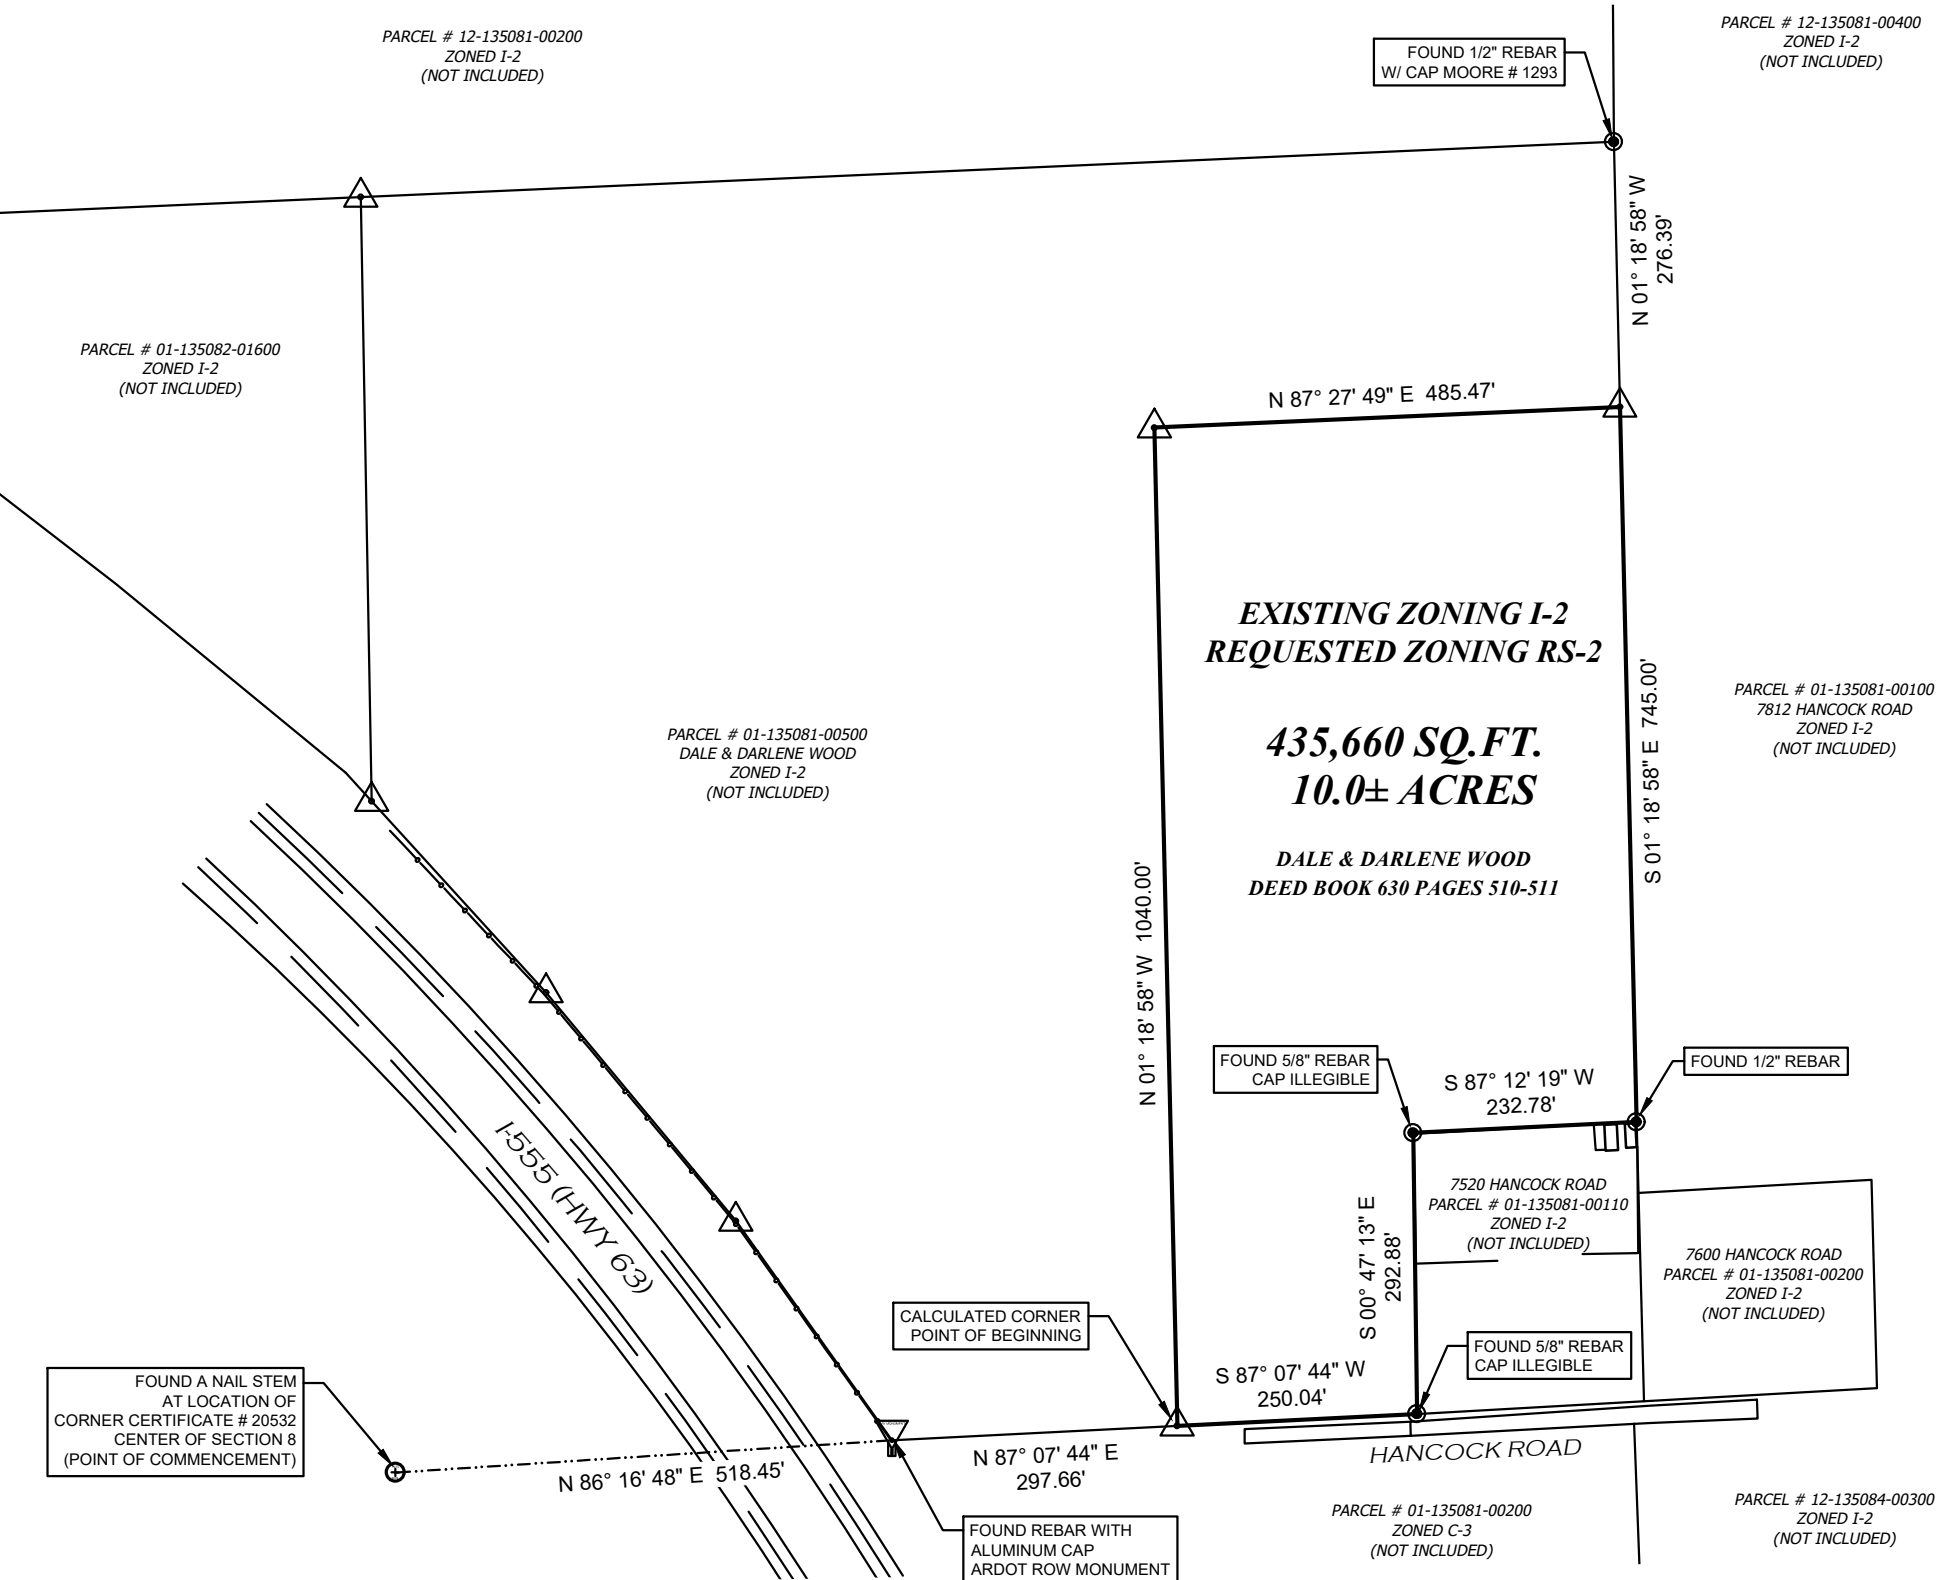 PARCEL # 12-135081-00200
ZONED I-2
(NOT INCLUDED)
FOUND 1/2" REBAR
W/ CAP MOORE # 1293
PARCEL # 12-135081-00400
ZONED I-2
(NOT INCLUDED)
N 01° 18' 58" W
276.39'
PARCEL # 01-135082-01600
ZONED I-2
(NOT INCLUDED)
N 87° 27' 49" E 485.47'
EXISTING ZONING I-2
REQUESTED ZONING RS-2
435,660 SQ.FT.
10.0± ACRES
DALE & DARLENE WOOD
DEED BOOK 630 PAGES 510-511
PARCEL # 01-135081-00500
DALE & DARLENE WOOD
ZONED I-2
(NOT INCLUDED)
S 01° 18' 58" E 745.00'
PARCEL # 01-135081-00100
7812 HANCOCK ROAD
ZONED I-2
(NOT INCLUDED)
N 01° 18' 58" W 1040.00'
FOUND 5/8" REBAR
CAP ILLEGIBLE
S 87° 12' 19" W
232.78'
FOUND 1/2" REBAR
I-555 (HWY 63)
S 00° 47' 13" E
292.88'
7520 HANCOCK ROAD
PARCEL # 01-135081-00110
ZONED I-2
(NOT INCLUDED)
7600 HANCOCK ROAD
PARCEL # 01-135081-00200
ZONED I-2
(NOT INCLUDED)
CALCULATED CORNER
POINT OF BEGINNING
FOUND 5/8" REBAR
CAP ILLEGIBLE
S 87° 07' 44" W
250.04'
FOUND A NAIL STEM
AT LOCATION OF
CORNER CERTIFICATE # 20532
CENTER OF SECTION 8
(POINT OF COMMENCEMENT)
N 86° 16' 48" E 518.45'
N 87° 07' 44" E
297.66'
HANCOCK ROAD
FOUND REBAR WITH
ALUMINUM CAP
ARDOT ROW MONUMENT
PARCEL # 01-135081-00200
ZONED C-3
(NOT INCLUDED)
PARCEL # 12-135084-00300
ZONED I-2
(NOT INCLUDED)